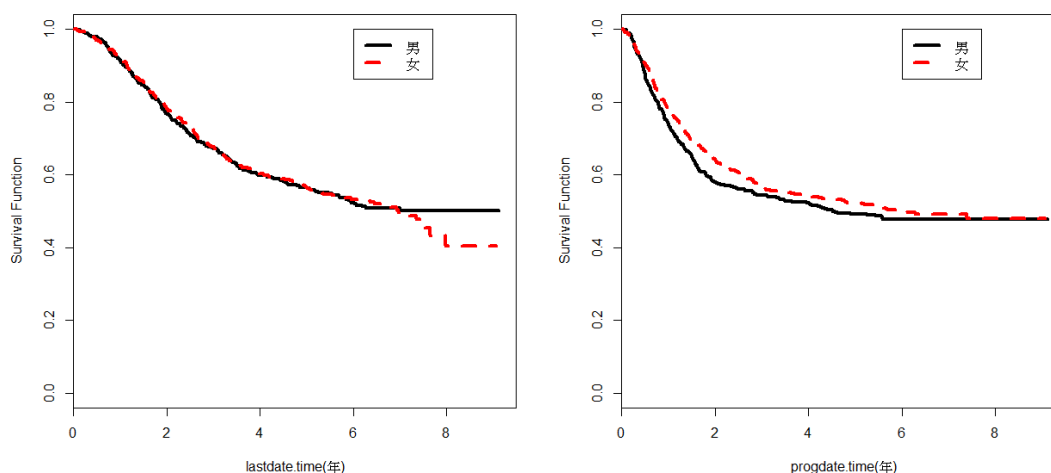 男
女
Survival Function
1.0
0.8
0.6
0.4
0.2
0.0
0 2 4 6 8
lastdate.time(年)
男
女
Survival Function
1.0
0.8
0.6
0.4
0.2
0.0
0 2 4 6 8
progdate.time(年)